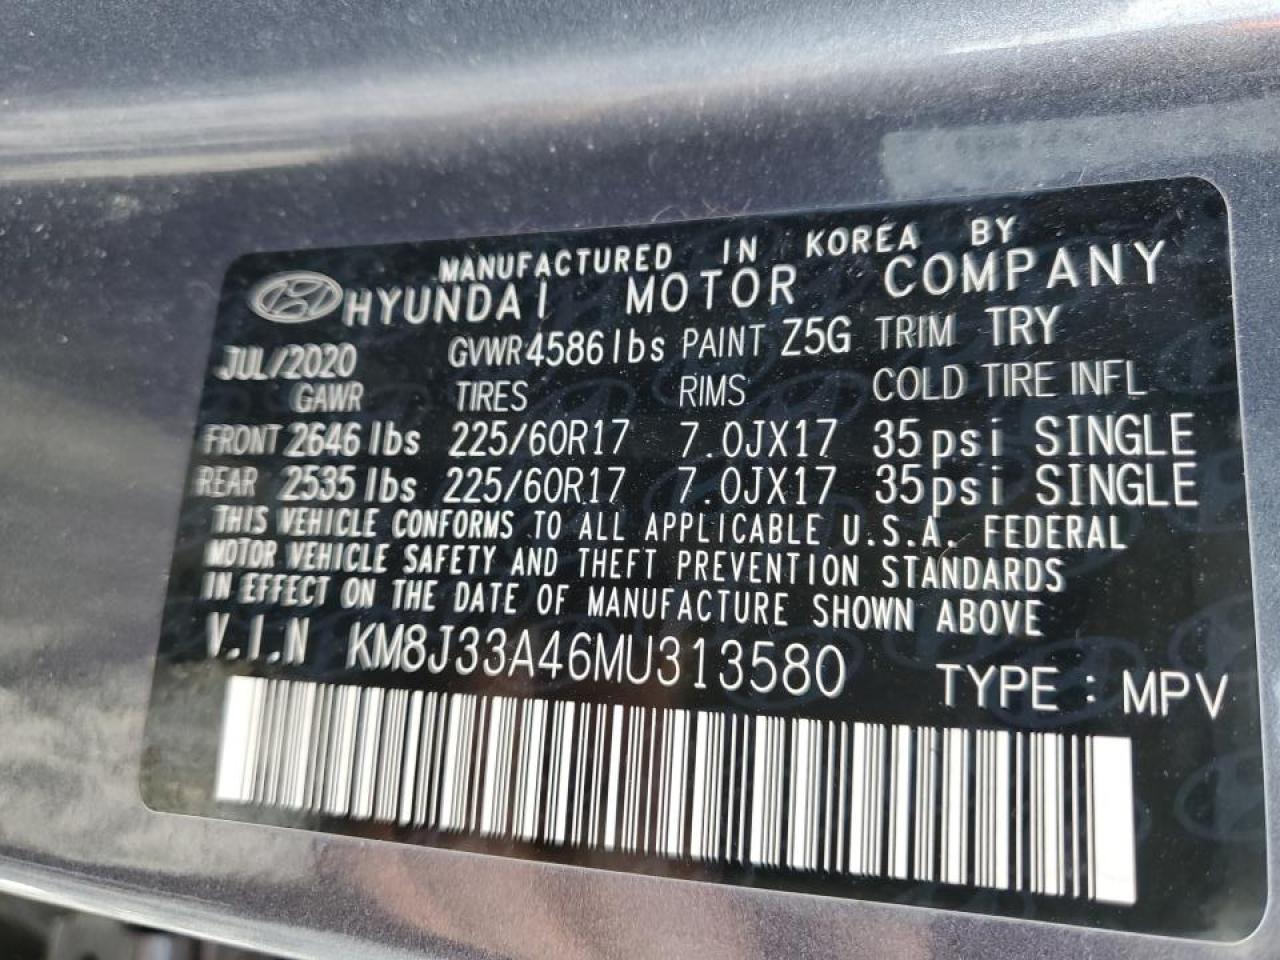 MANUFACTURED IN KOREA BY
HYUNDAI MOTOR COMPANY
JUL/2020 GVWR 4586 lbs PAINT Z5G TRIM TRY
GAWR TIRES RIMS COLD TIRE INFL
FRONT 2646 lbs 225/60R17 7.0JX17 35psi SINGLE
REAR 2535 lbs 225/60R17 7.0JX17 35psi SINGLE
THIS VEHICLE CONFORMS TO ALL APPLICABLE U.S.A. FEDERAL
MOTOR VEHICLE SAFETY AND THEFT PREVENTION STANDARDS
IN EFFECT ON THE DATE OF MANUFACTURE SHOWN ABOVE
V.I.N KM8J33A46MU313580 TYPE : MPV